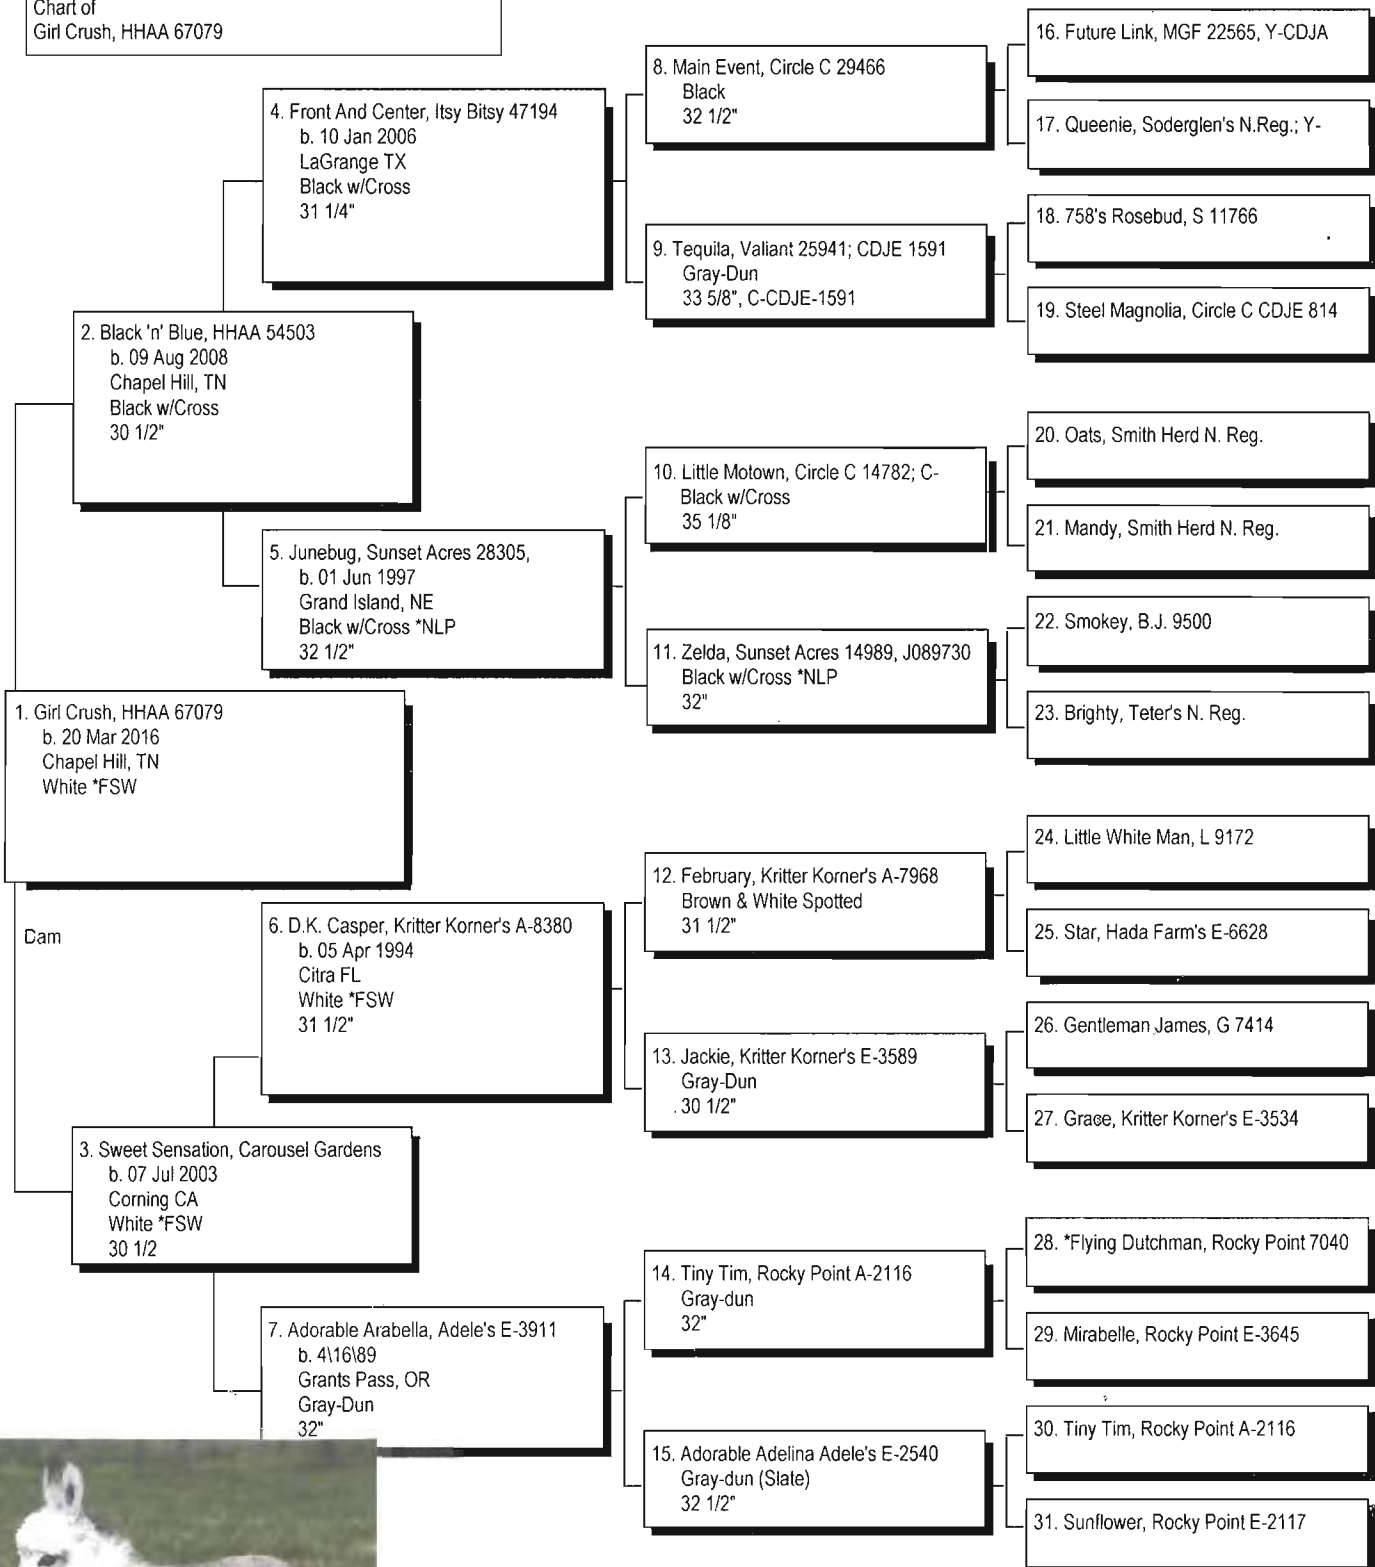 Chart of
Girl Crush, HHAA 67079
1. Girl Crush, HHAA 67079
b. 20 Mar 2016
Chapel Hill, TN
White *FSW
Dam
2. Black 'n' Blue, HHAA 54503
b. 09 Aug 2008
Chapel Hill, TN
Black w/Cross
30 1/2"
3. Sweet Sensation, Carousel Gardens
b. 07 Jul 2003
Corning CA
White *FSW
30 1/2
4. Front And Center, Itsy Bitsy 47194
b. 10 Jan 2006
LaGrange TX
Black w/Cross
31 1/4"
5. Junebug, Sunset Acres 28305,
b. 01 Jun 1997
Grand Island, NE
Black w/Cross *NLP
32 1/2"
6. D.K. Casper, Kritter Korner's A-8380
b. 05 Apr 1994
Citra FL
White *FSW
31 1/2"
7. Adorable Arabella, Adele's E-3911
b. 4\16\89
Grants Pass, OR
Gray-Dun
32"
8. Main Event, Circle C 29466
Black
32 1/2"
9. Tequila, Valiant 25941; CDJE 1591
Gray-Dun
33 5/8", C-CDJE-1591
10. Little Motown, Circle C 14782; C-
Black w/Cross
35 1/8"
11. Zelda, Sunset Acres 14989, J089730
Black w/Cross *NLP
32"
12. February, Kritter Korner's A-7968
Brown & White Spotted
31 1/2"
13. Jackie, Kritter Korner's E-3589
Gray-Dun
30 1/2"
14. Tiny Tim, Rocky Point A-2116
Gray-dun
32"
15. Adorable Adelina Adele's E-2540
Gray-dun (Slate)
32 1/2"
16. Future Link, MGF 22565, Y-CDJA
17. Queenie, Soderglen's N.Reg.; Y-
18. 758's Rosebud, S 11766
19. Steel Magnolia, Circle C CDJE 814
20. Oats, Smith Herd N. Reg.
21. Mandy, Smith Herd N. Reg.
22. Smokey, B.J. 9500
23. Brighty, Teter's N. Reg.
24. Little White Man, L 9172
25. Star, Hada Farm's E-6628
26. Gentleman James, G 7414
27. Grace, Kritter Korner's E-3534
28. *Flying Dutchman, Rocky Point 7040
29. Mirabelle, Rocky Point E-3645
30. Tiny Tim, Rocky Point A-2116
31. Sunflower, Rocky Point E-2117